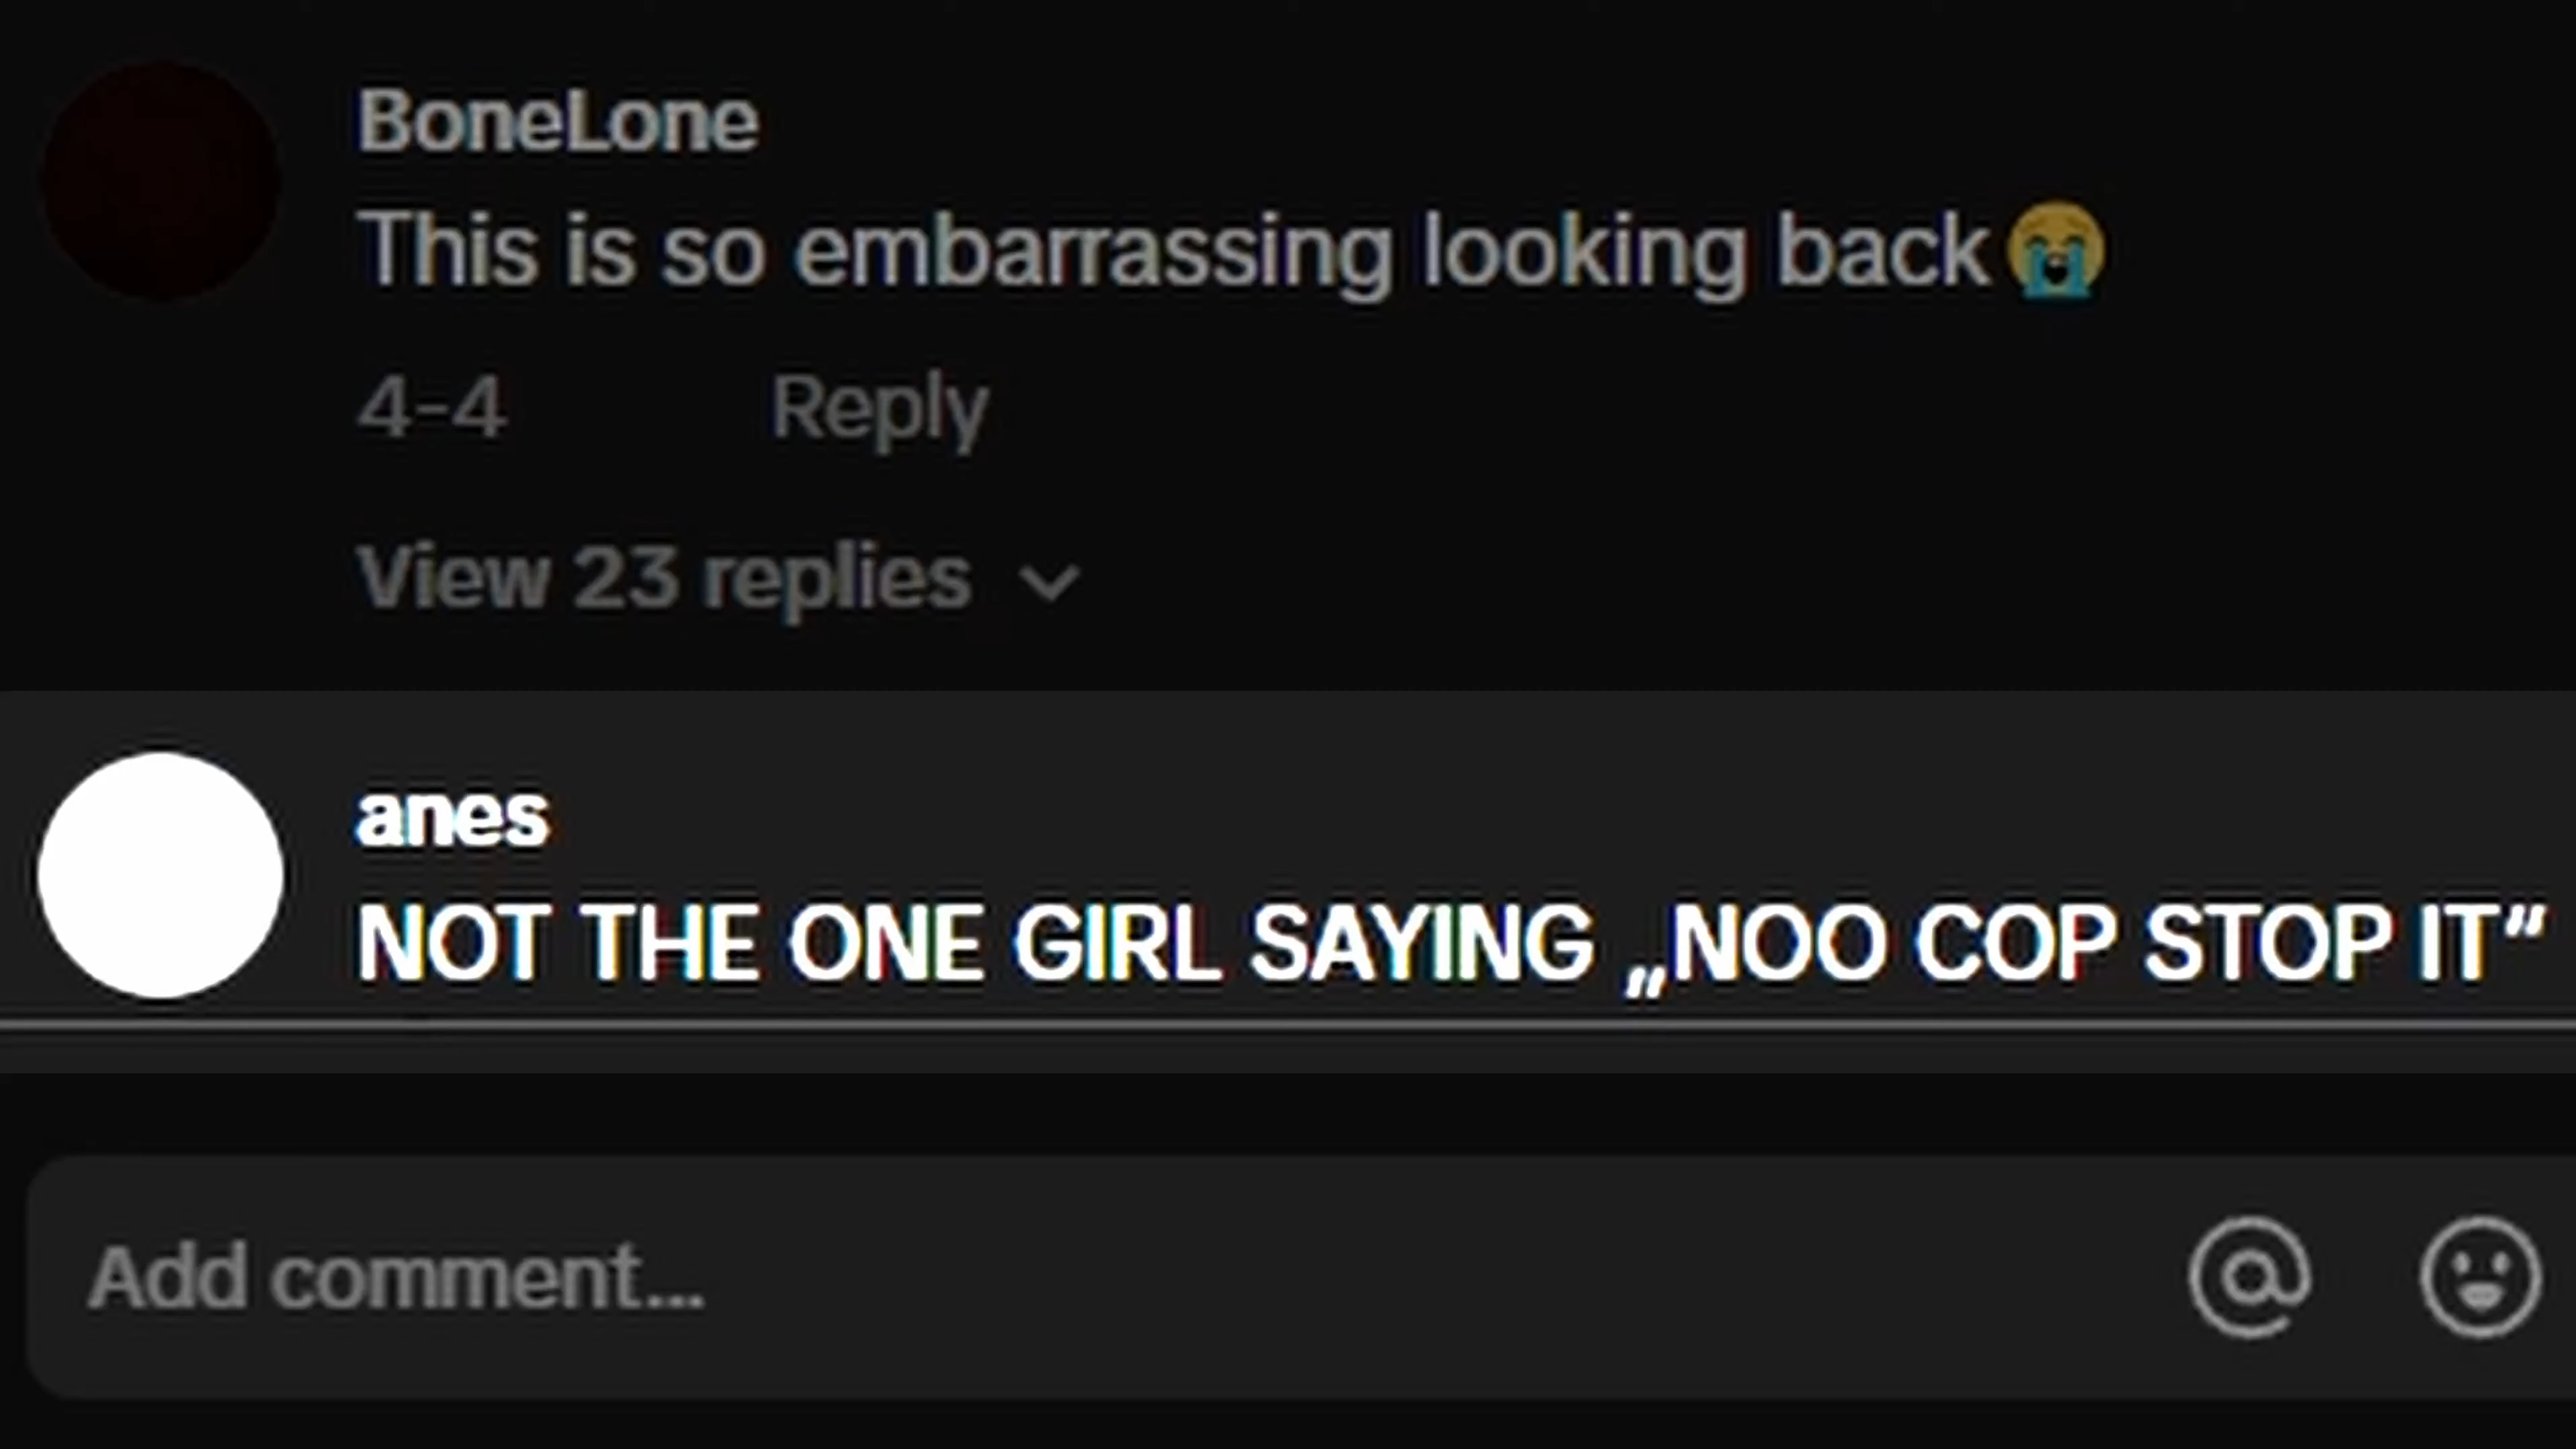 BoneLone
This is so embarrassing looking back😭
4-4 Reply
View 23 replies
anes
NOT THE ONE GIRL SAYING „NOO COP STOP IT“
Add comment...